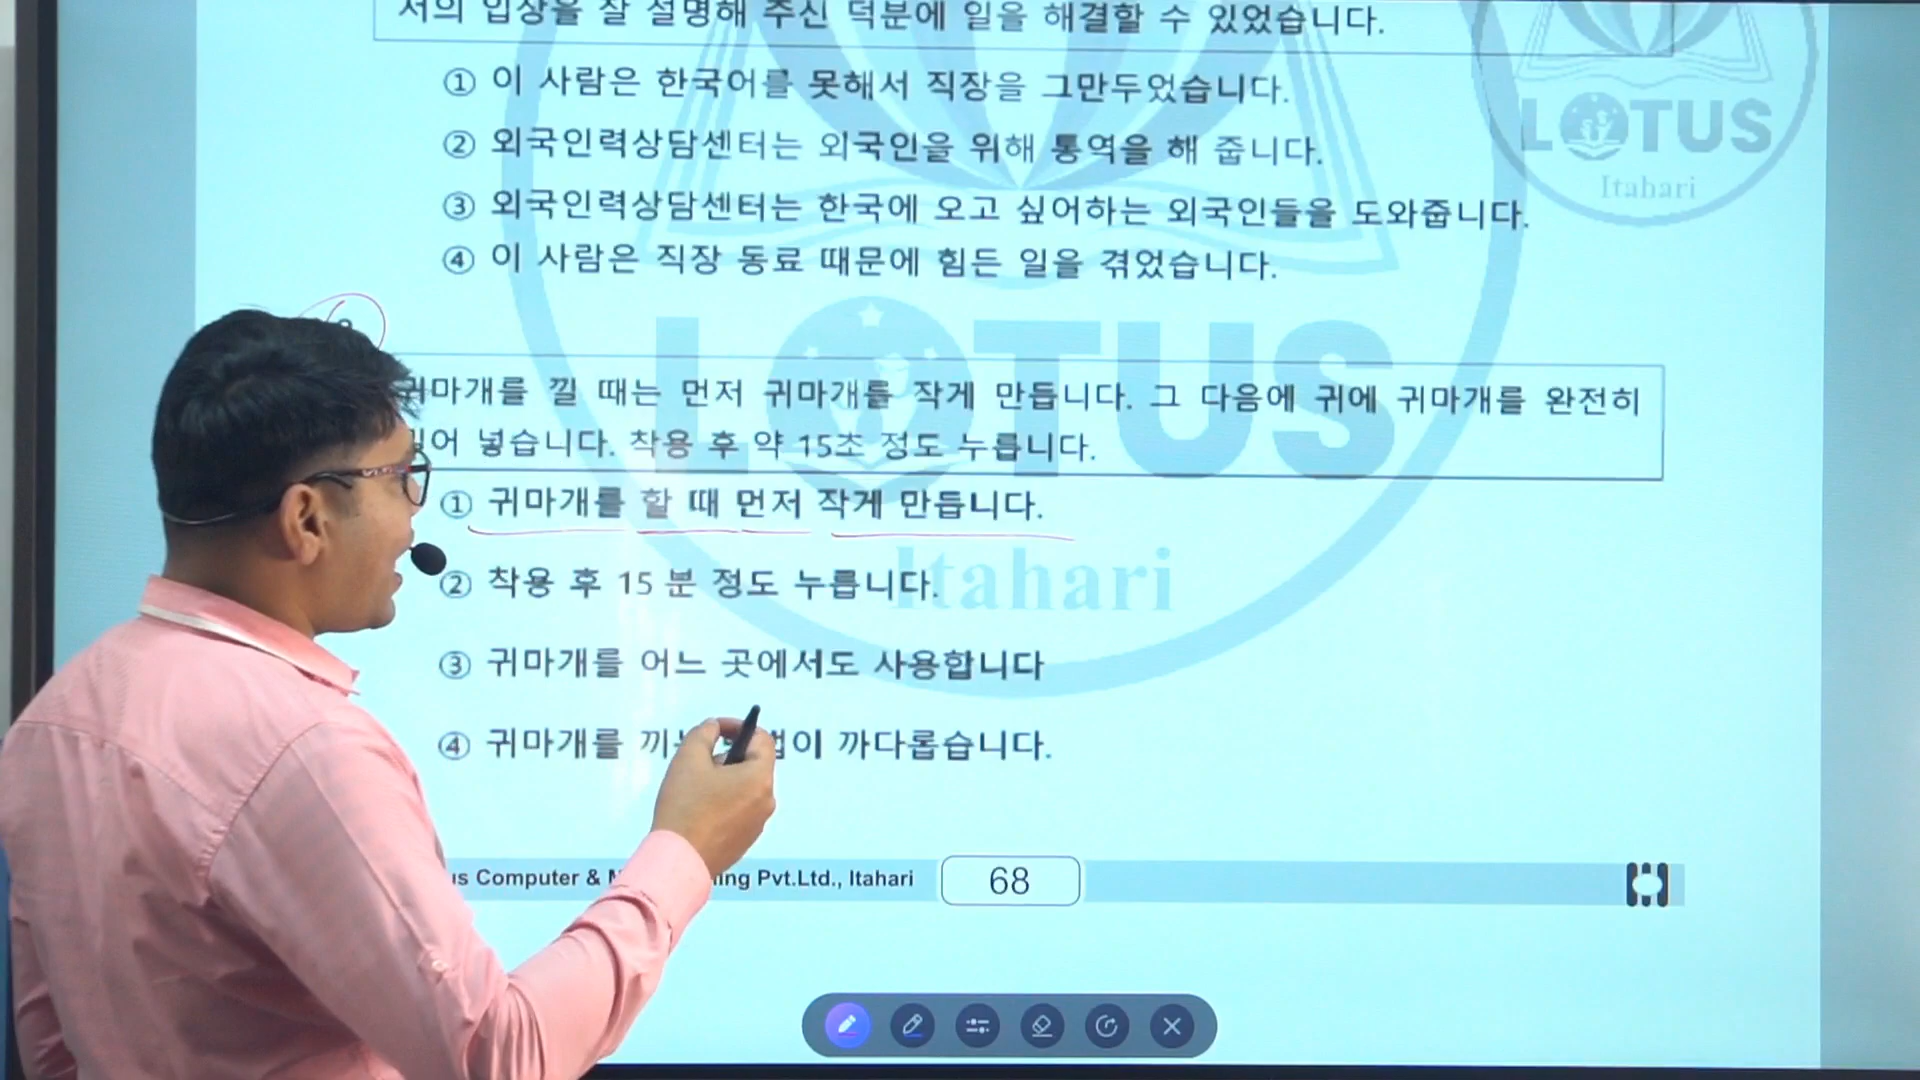 서의 입장을 잘 설명해 주신 덕분에 일을 해결할 수 있었습니다.
① 이 사람은 한국어를 못해서 직장을 그만두었습니다.
② 외국인력상담센터는 외국인을 위해 통역을 해 줍니다.
③ 외국인력상담센터는 한국에 오고 싶어하는 외국인들을 도와줍니다.
④ 이 사람은 직장 동료 때문에 힘든 일을 겪었습니다.
LOTUS
Itahari
귀마개를 낄 때는 먼저 귀마개를 작게 만듭니다. 그 다음에 귀에 귀마개를 완전히
넣습니다. 착용 후 약 15초 정도 누릅니다.
① 귀마개를 할 때 먼저 작게 만듭니다.
② 착용 후 15 분 정도 누릅니다.
③ 귀마개를 어느 곳에서도 사용합니다
④ 귀마개를 까다롭습니다.
LOTUS
Itahari
Computer & Pvt.Ltd., Itahari
68